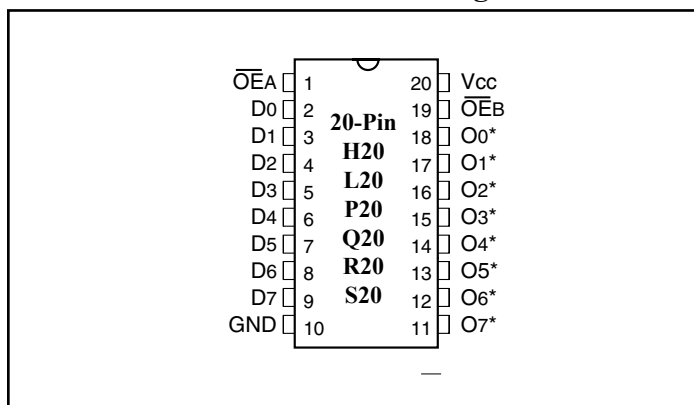 OEA 1 20 Vcc
D0 2 19 OEB
D1 3 20-Pin 18 O0*
D2 4 H20 17 O1*
D3 5 L20 16 O2*
D4 6 P20 15 O3*
D5 7 Q20 14 O4*
D6 8 R20 13 O5*
D7 9 S20 12 O6*
GND 10 11 O7*